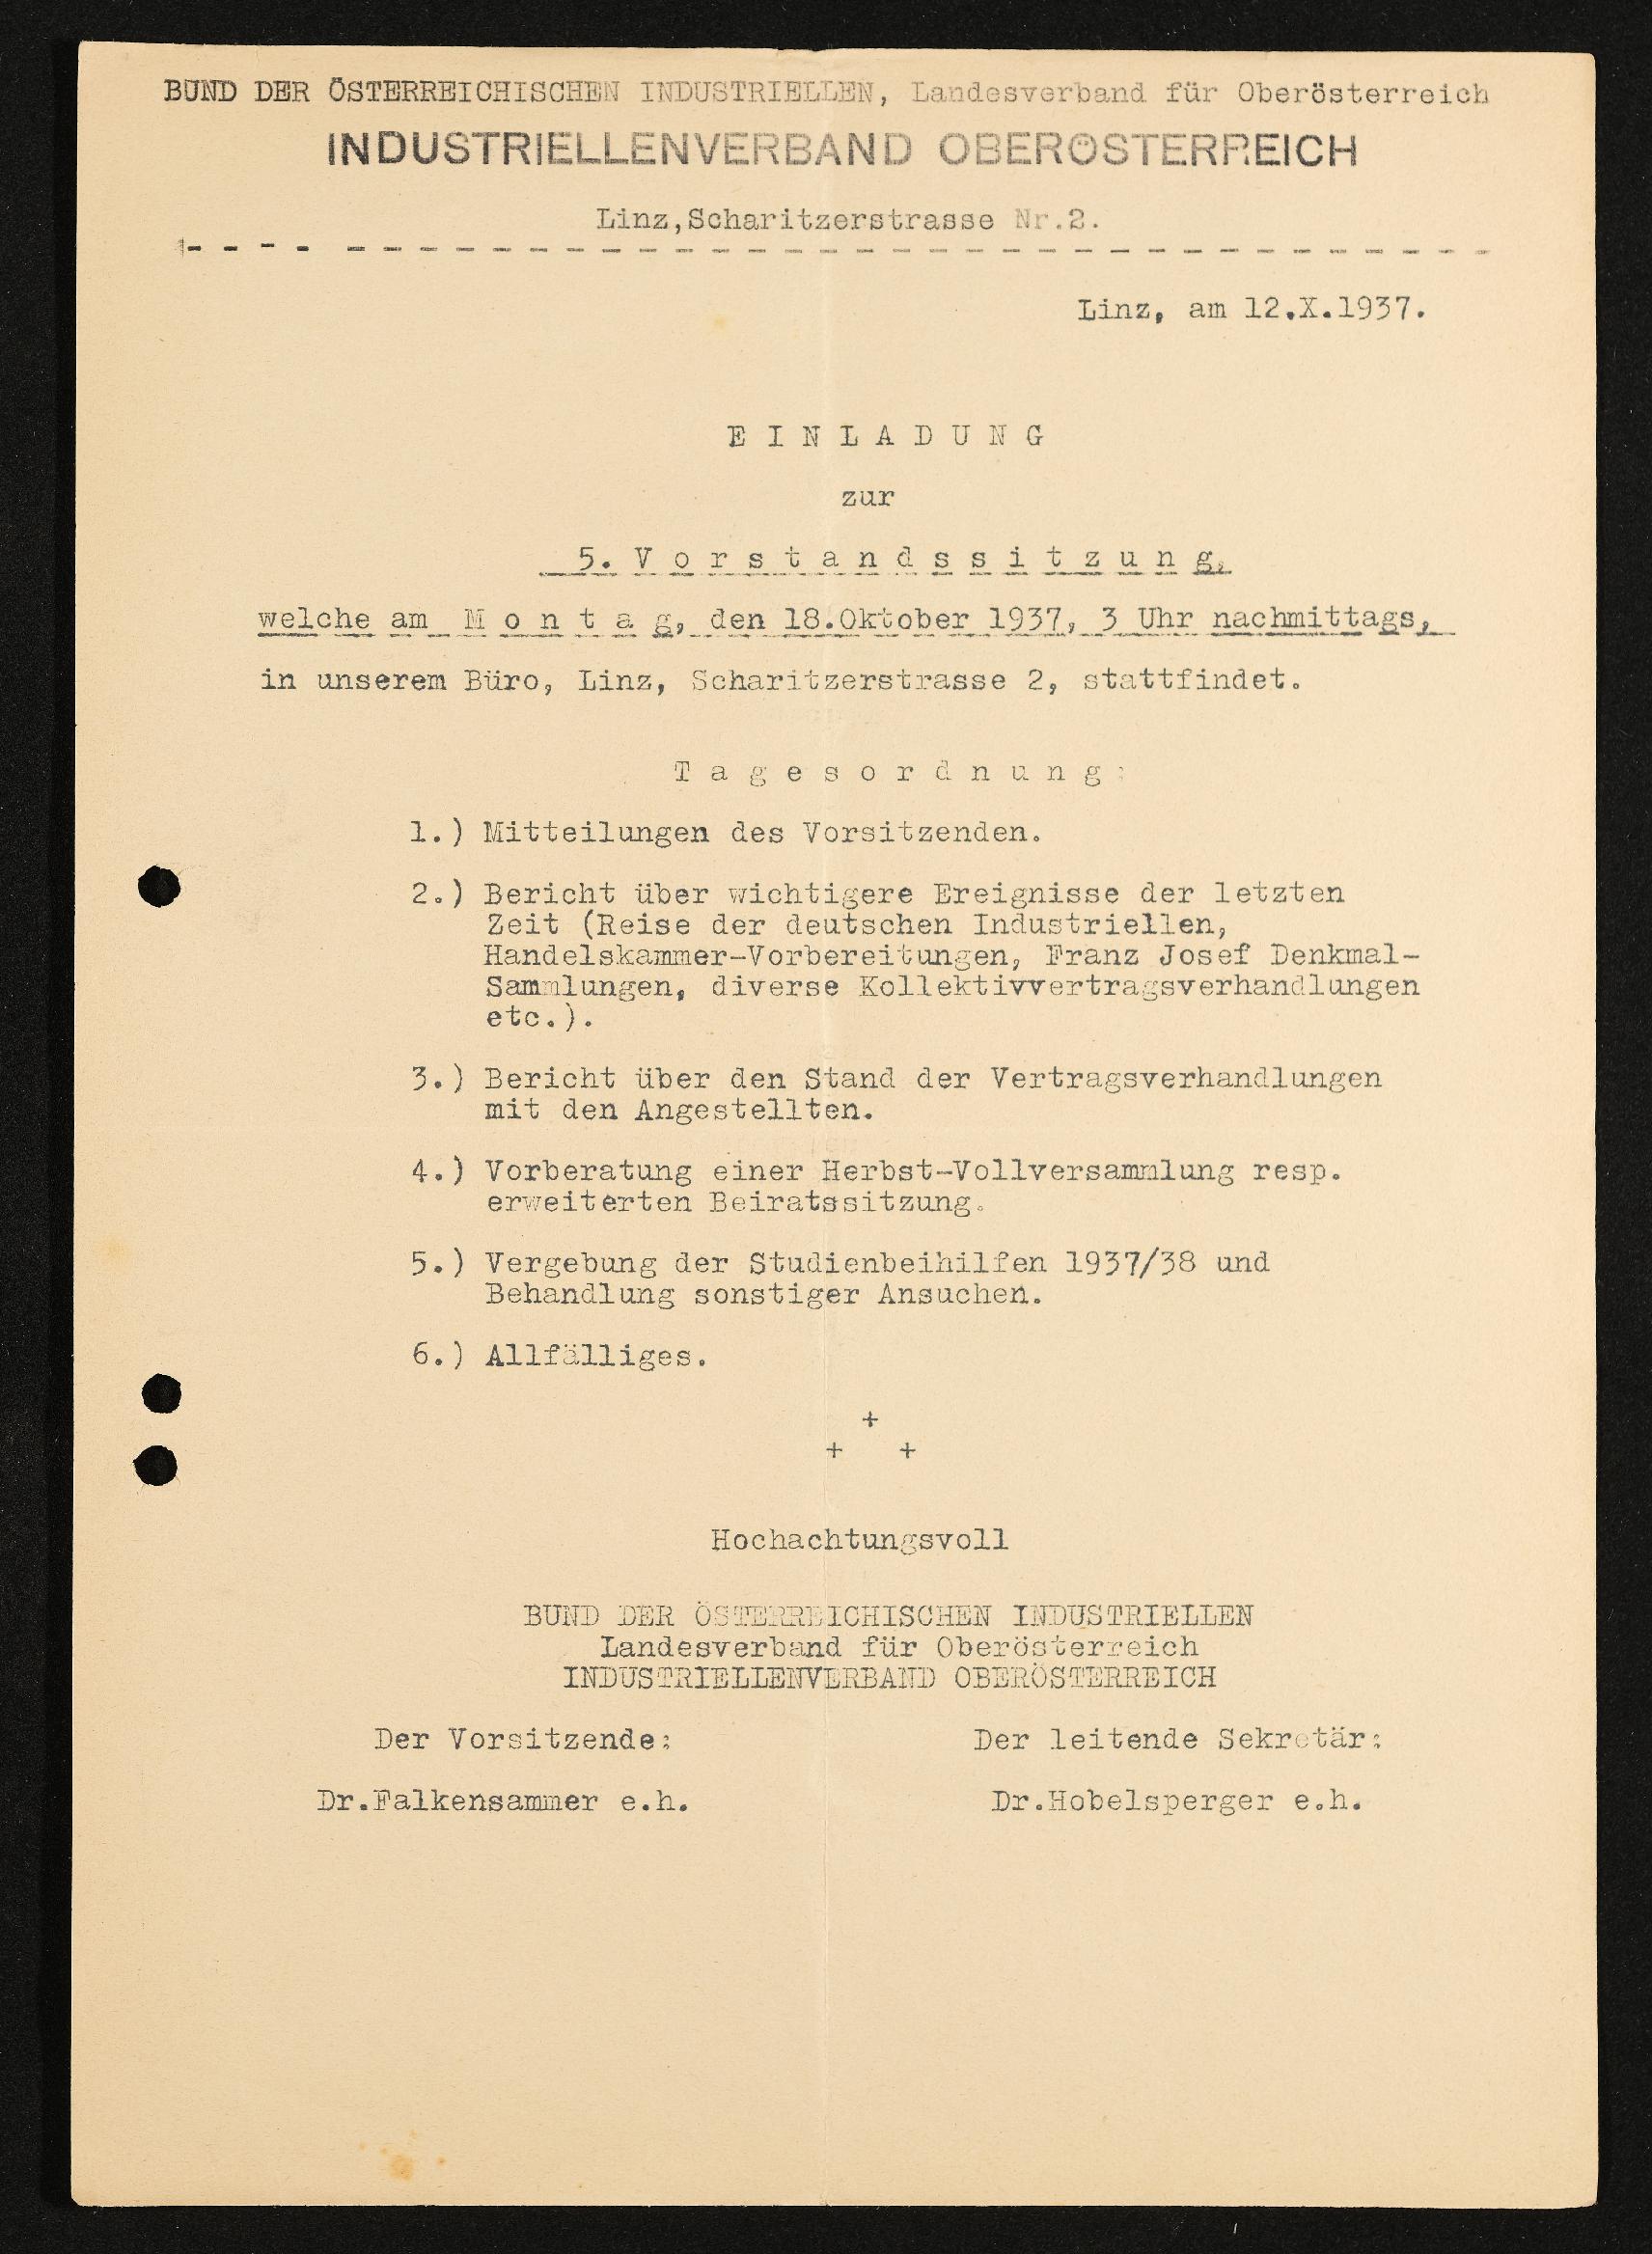 BUND DER ÖSTERREICHISCHEN INDUSTRIELLEN, Landesverband für Oberösterreich
INDUSTRIELLENVERBAND OBERÖSTERREICH
Linz,Scharitzerstrasse Nr.2.
Linz, am 12.X.1937.
E I N L A D U N G
zur
5. V o r s t a n d s s i t z u n g,
welche am M o n t a g, den 18.Oktober 1937, 3 Uhr nachmittags,
in unserem Büro, Linz, Scharitzerstrasse 2, stattfindet.
T a g e s o r d n u n g :
1.) Mitteilungen des Vorsitzenden.
2.) Bericht über wichtigere Ereignisse der letzten
Zeit (Reise der deutschen Industriellen,
Handelskammer-Vorbereitungen, Franz Josef Denkmal-
Sammlungen, diverse Kollektivvertragsverhandlungen
etc.).
3.) Bericht über den Stand der Vertragsverhandlungen
mit den Angestellten.
4.) Vorberatung einer Herbst-Vollversammlung resp.
erweiterten Beiratssitzung.
5.) Vergebung der Studienbeihilfen 1937/38 und
Behandlung sonstiger Ansuchen.
6.) Allfälliges.
+
+ +
Hochachtungsvoll
BUND DER ÖSTERREICHISCHEN INDUSTRIELLEN
Landesverband für Oberösterreich
INDUSTRIELLENVERBAND OBERÖSTERREICH
Der Vorsitzende: Der leitende Sekretär:
Dr.Falkensammer e.h. Dr.Hobelsperger e.h.